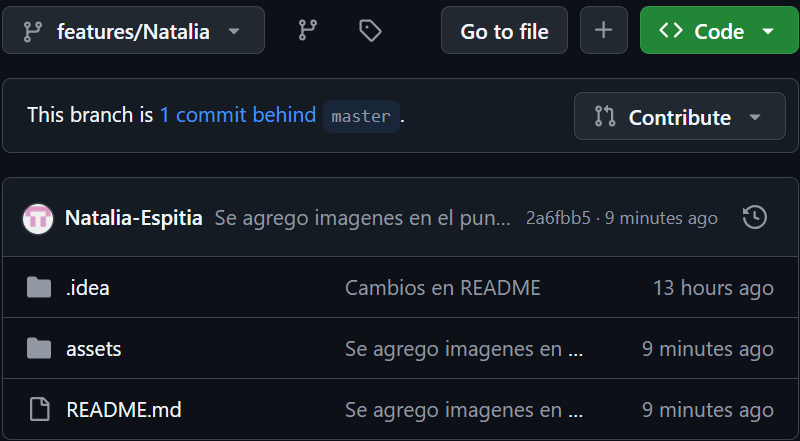 features/Natalia Go to file Code
This branch is 1 commit behind master.
Contribute
Natalia-Espitia Se agrego imagenes en el pun... 2a6fbb5 · 9 minutes ago
.idea Cambios en README 13 hours ago
assets Se agrego imagenes en ... 9 minutes ago
README.md Se agrego imagenes en ... 9 minutes ago